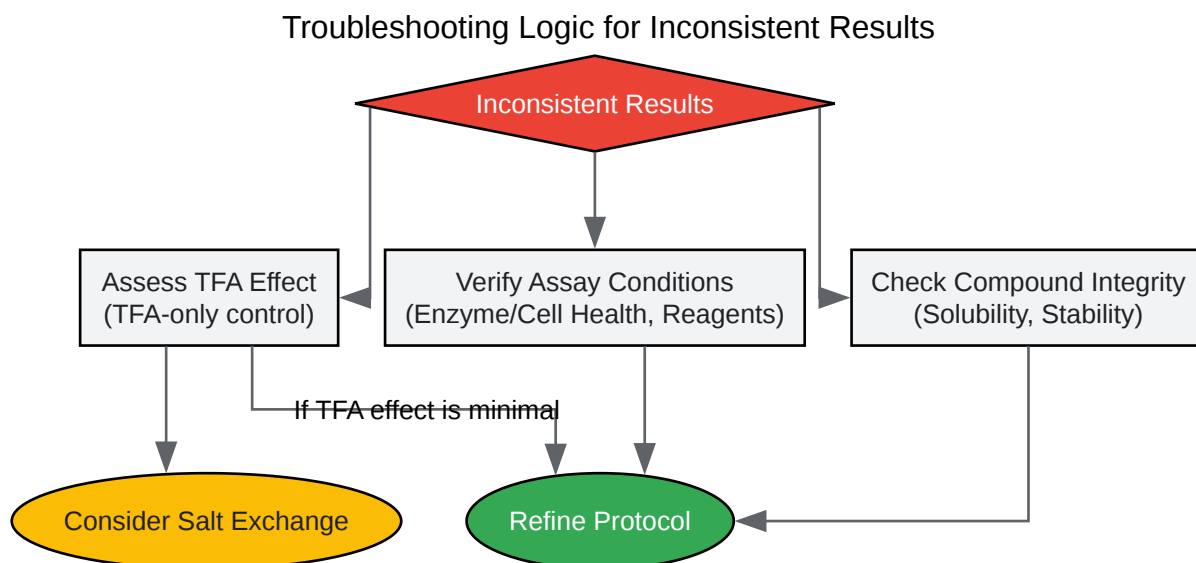 Troubleshooting Logic for Inconsistent Results
Inconsistent Results
Assess TFA Effect
(TFA-only control)
Verify Assay Conditions
(Enzyme/Cell Health, Reagents)
Check Compound Integrity
(Solubility, Stability)
If TFA effect is minimal
Consider Salt Exchange
Refine Protocol